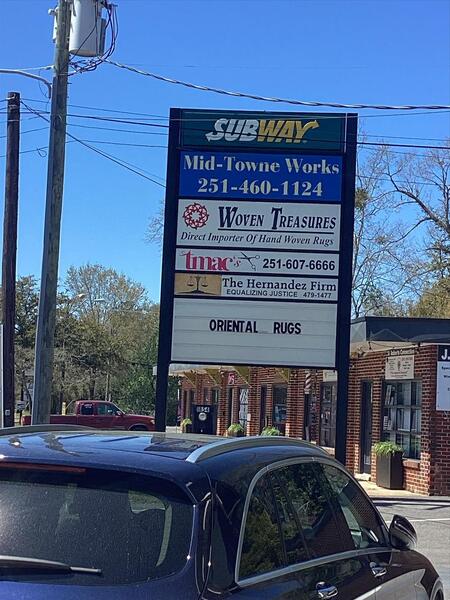 SUBWAY
Mid-Towne Works
251-460-1124
Woven Treasures
Direct Importer Of Hand Woven Rugs
tmac's 251-607-6666
The Hernandez Firm
EQUALIZING JUSTICE 479-1477
ORIENTAL RUGS
J.